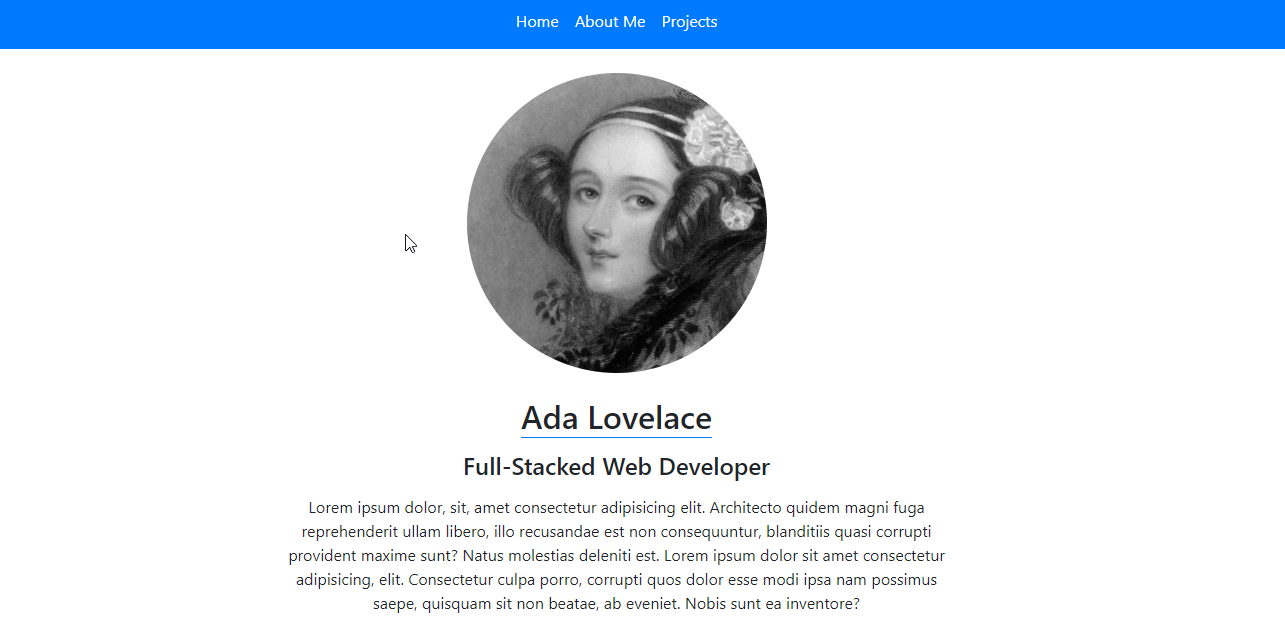 Home About Me Projects
Ada Lovelace
Full-Stacked Web Developer
Lorem ipsum dolor, sit, amet consectetur adipisicing elit. Architecto quidem magni fuga
reprehenderit ullam libero, illo recusandae est non consequuntur, blanditiis quasi corrupti
provident maxime sunt? Natus molestias deleniti est. Lorem ipsum dolor sit amet consectetur
adipisicing, elit. Consectetur culpa porro, corrupti quos dolor esse modi ipsa nam possimus
saepe, quisquam sit non beatae, ab eveniet. Nobis sunt ea inventore?